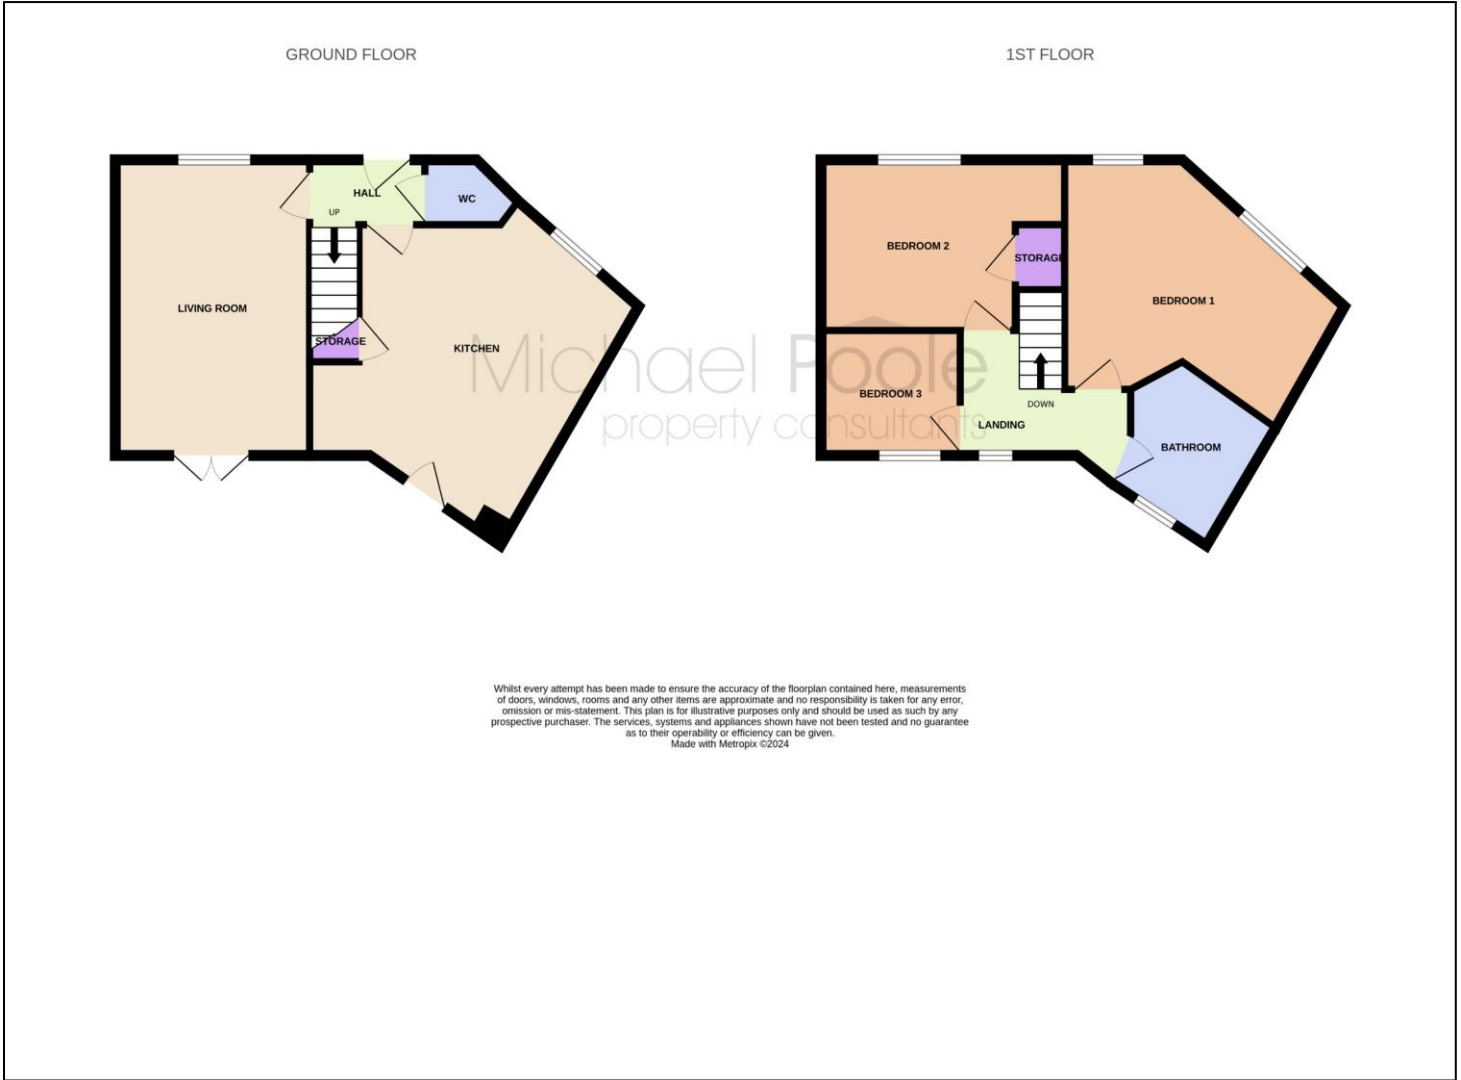 GROUND FLOOR
1ST FLOOR
HALL
UP
WC
LIVING ROOM
STORAGE
KITCHEN
BEDROOM 2
STORAGE
BEDROOM 1
BEDROOM 3
DOWN
LANDING
BATHROOM
Michael Poole
property consultants
Whilst every attempt has been made to ensure the accuracy of the floorplan contained here, measurements
of doors, windows, rooms and any other items are approximate and no responsibility is taken for any error,
omission or mis-statement. This plan is for illustrative purposes only and should be used as such by any
prospective purchaser. The services, systems and appliances shown have not been tested and no guarantee
as to their operability or efficiency can be given.
Made with Metropix ©2024